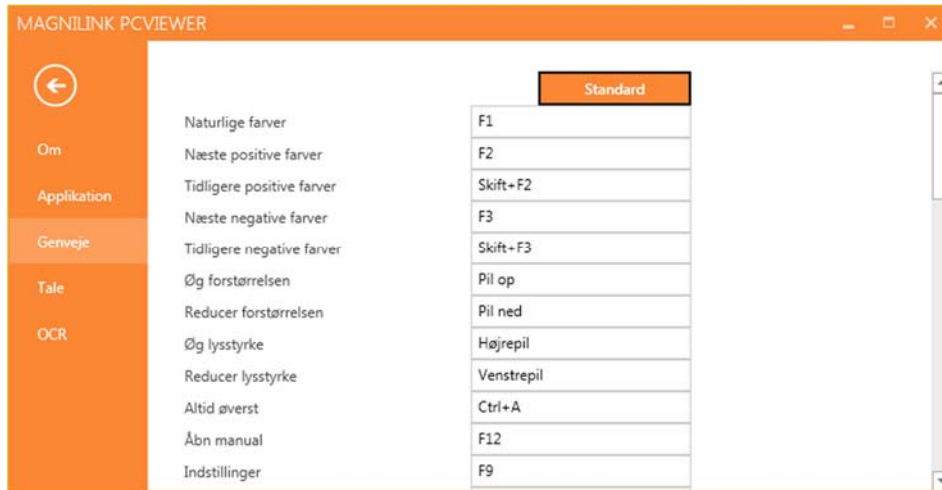 MAGNILINK PCVIEWER
Om
Applikation
Genveje
Tale
OCR
Standard
Naturlige farver F1
Næste positive farver F2
Tidligere positive farver Skift+F2
Næste negative farver F3
Tidligere negative farver Skift+F3
Øg forstørrelsen Pil op
Reducer forstørrelsen Pil ned
Øg lysstyrke Højrepil
Reducer lysstyrke Venstrepil
Altid øverst Ctrl+A
Åbn manual F12
Indstillinger F9